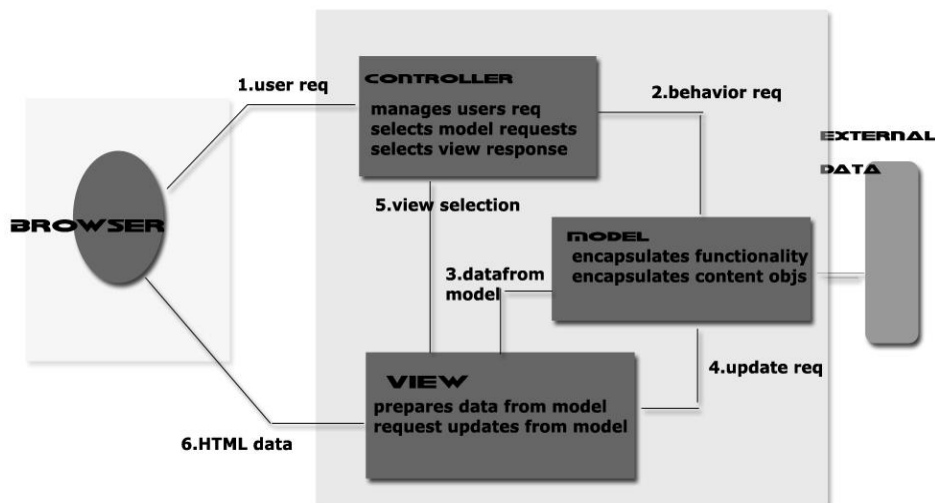 CONTROLLER
1.user req
manages users req
selects model requests
selects view response
2.behavior req
EXTERNAL
DATA
BROWSER
5.view selection
MODEL
encapsulates functionality
encapsulates content objs
3.datafrom
model
4.update req
VIEW
prepares data from model
request updates from model
6.HTML data